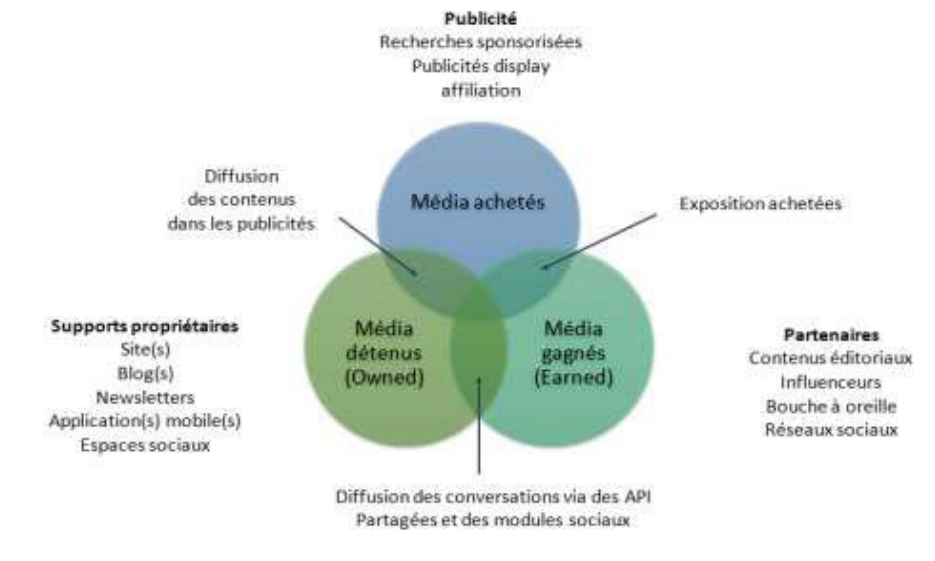 Publicité
Recherches sponsorisées
Publicités display
affiliation
Diffusion
des contenus
dans les publicités
Média achetés
Exposition achetées
Supports propriétaires
Site(s)
Blog(s)
Newsletters
Application(s) mobile(s)
Espaces sociaux
Média
détenus
(Owned)
Média
gagnés
(Earned)
Partenaires
Contenus éditoriaux
Influenceurs
Bouche à oreille
Réseaux sociaux
Diffusion des conversations via des API
Partagées et des modules sociaux